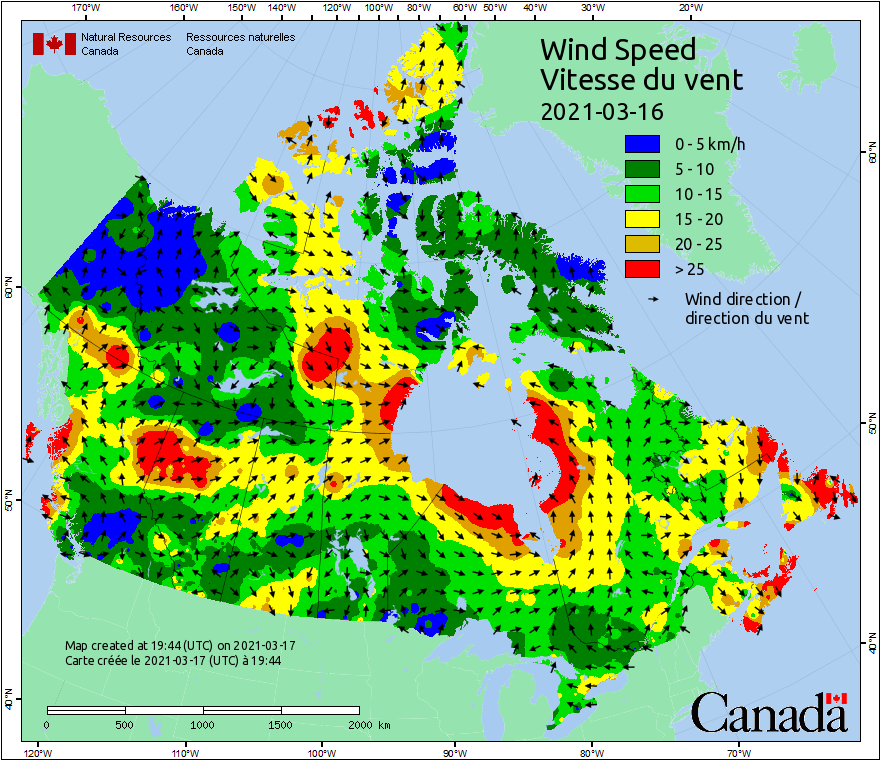 170°W 160°W 150°W 140°W 130°W 120°W 110°W 100°W 80°W 60°W 50°W 40°W 30°W 20°W
Natural Resources Ressources naturelles
Canada Canada
Wind Speed
Vitesse du vent
2021-03-16
0 - 5 km/h
5 - 10
10 - 15
15 - 20
20 - 25
> 25
Wind direction /
direction du vent
60°N 60°N
50°N 50°N
40°N 40°N
Map created at 19:44 (UTC) on 2021-03-17
Carte créée le 2021-03-17 (UTC) à 19:44
0 500 1000 1500 2000 km
Canada
120°W 110°W 100°W 90°W 80°W 70°W